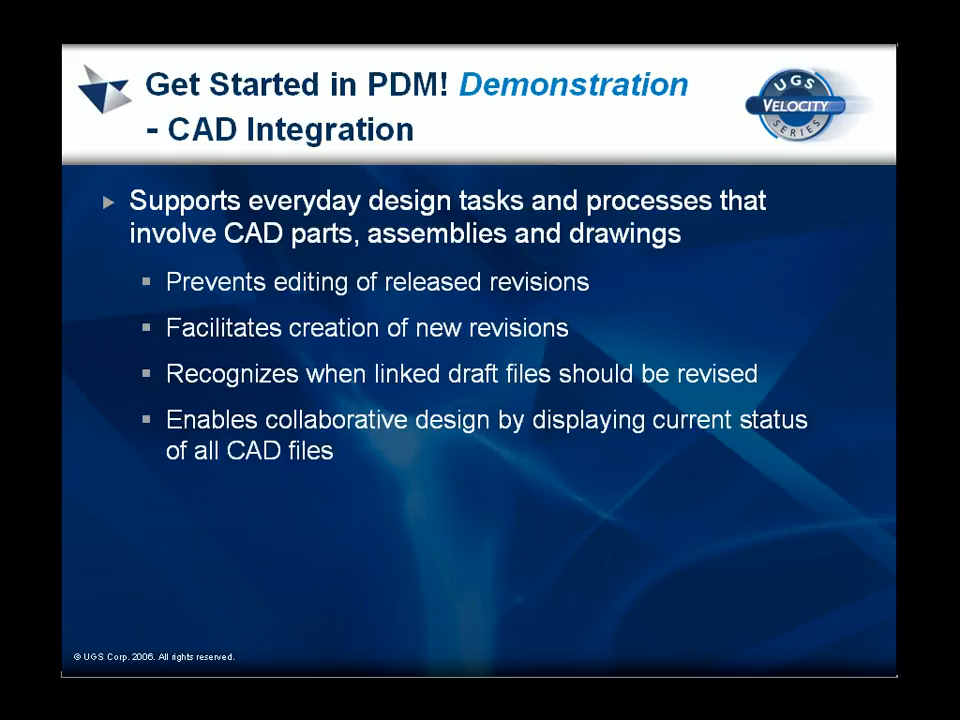 Get Started in PDM! Demonstration
- CAD Integration
UGS
VELOCITY
SERIES
Supports everyday design tasks and processes that
involve CAD parts, assemblies and drawings
Prevents editing of released revisions
Facilitates creation of new revisions
Recognizes when linked draft files should be revised
Enables collaborative design by displaying current status
of all CAD files
© UGS Corp. 2006. All rights reserved.